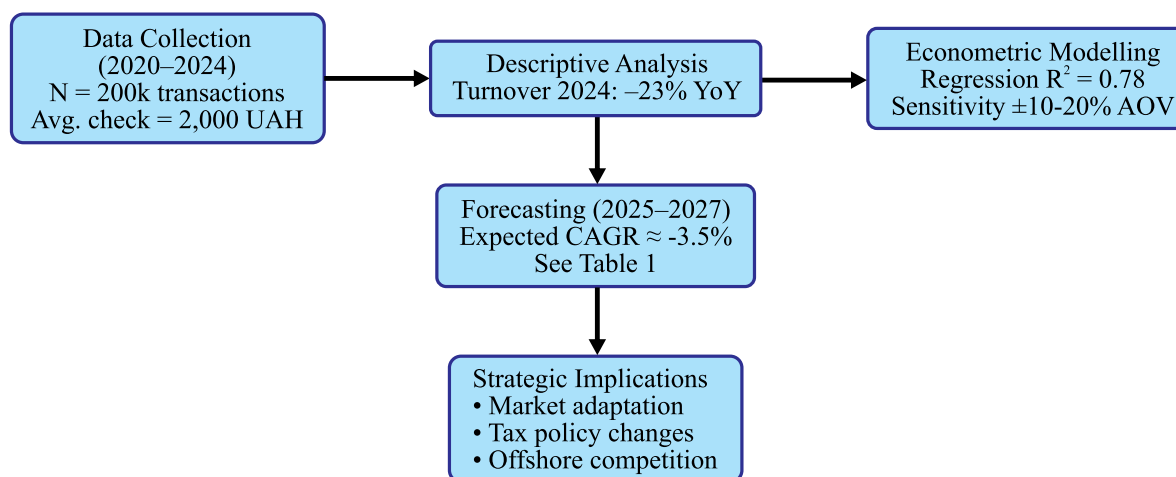 Data Collection
(2020–2024)
N = 200k transactions
Avg. check = 2,000 UAH
Descriptive Analysis
Turnover 2024: –23% YoY
Econometric Modelling
Regression R² = 0.78
Sensitivity ±10-20% AOV
Forecasting (2025–2027)
Expected CAGR ≈ -3.5%
See Table 1
Strategic Implications
• Market adaptation
• Tax policy changes
• Offshore competition